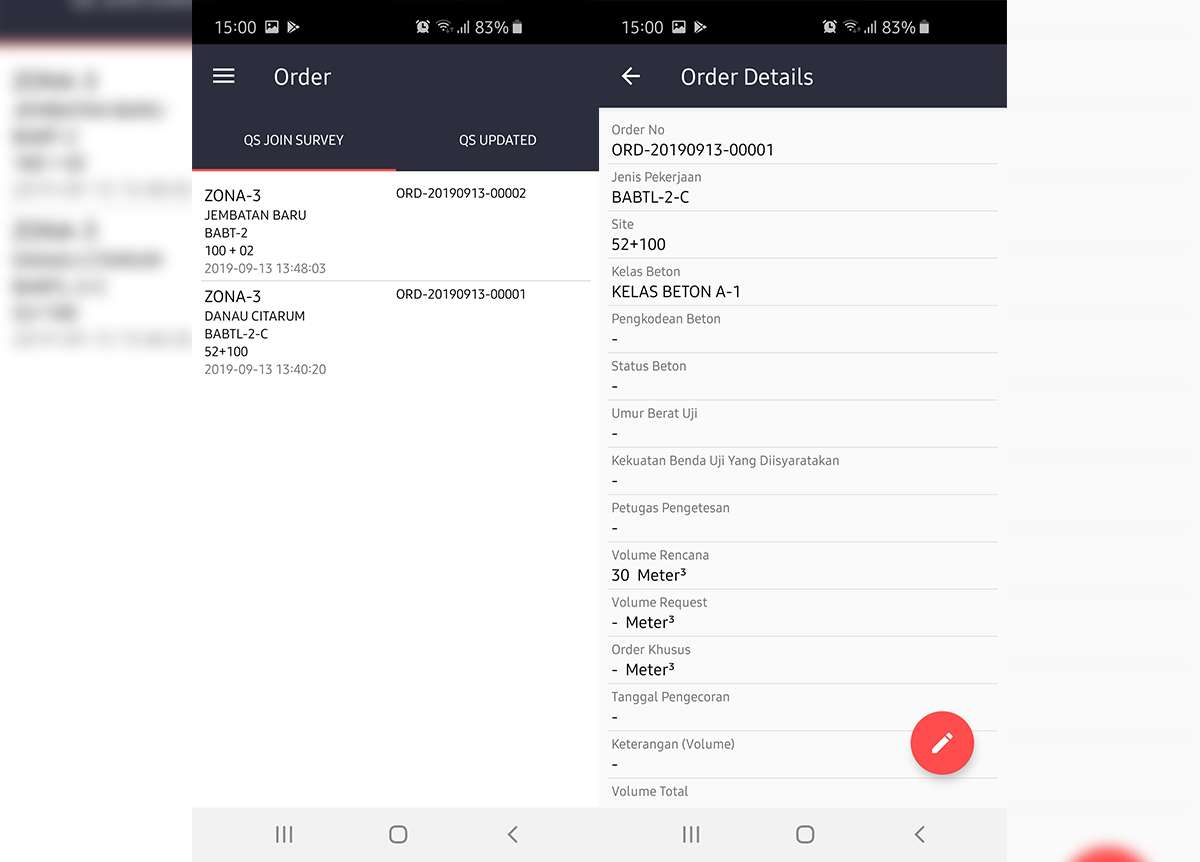 15:00
83%
Order
QS JOIN SURVEY
QS UPDATED
ZONA-3
ORD-20190913-00002
JEMBATAN BARU
BABT-2
100 + 02
2019-09-13 13:48:03
ZONA-3
ORD-20190913-00001
DANAU CITARUM
BABTL-2-C
52+100
2019-09-13 13:40:20
15:00
83%
Order Details
Order No
ORD-20190913-00001
Jenis Pekerjaan
BABTL-2-C
Site
52+100
Kelas Beton
KELAS BETON A-1
Pengkodean Beton
-
Status Beton
-
Umur Berat Uji
-
Kekuatan Benda Uji Yang Diisyaratakan
-
Petugas Pengetesan
-
Volume Rencana
30 Meter³
Volume Request
- Meter³
Order Khusus
- Meter³
Tanggal Pengecoran
-
Keterangan (Volume)
-
Volume Total